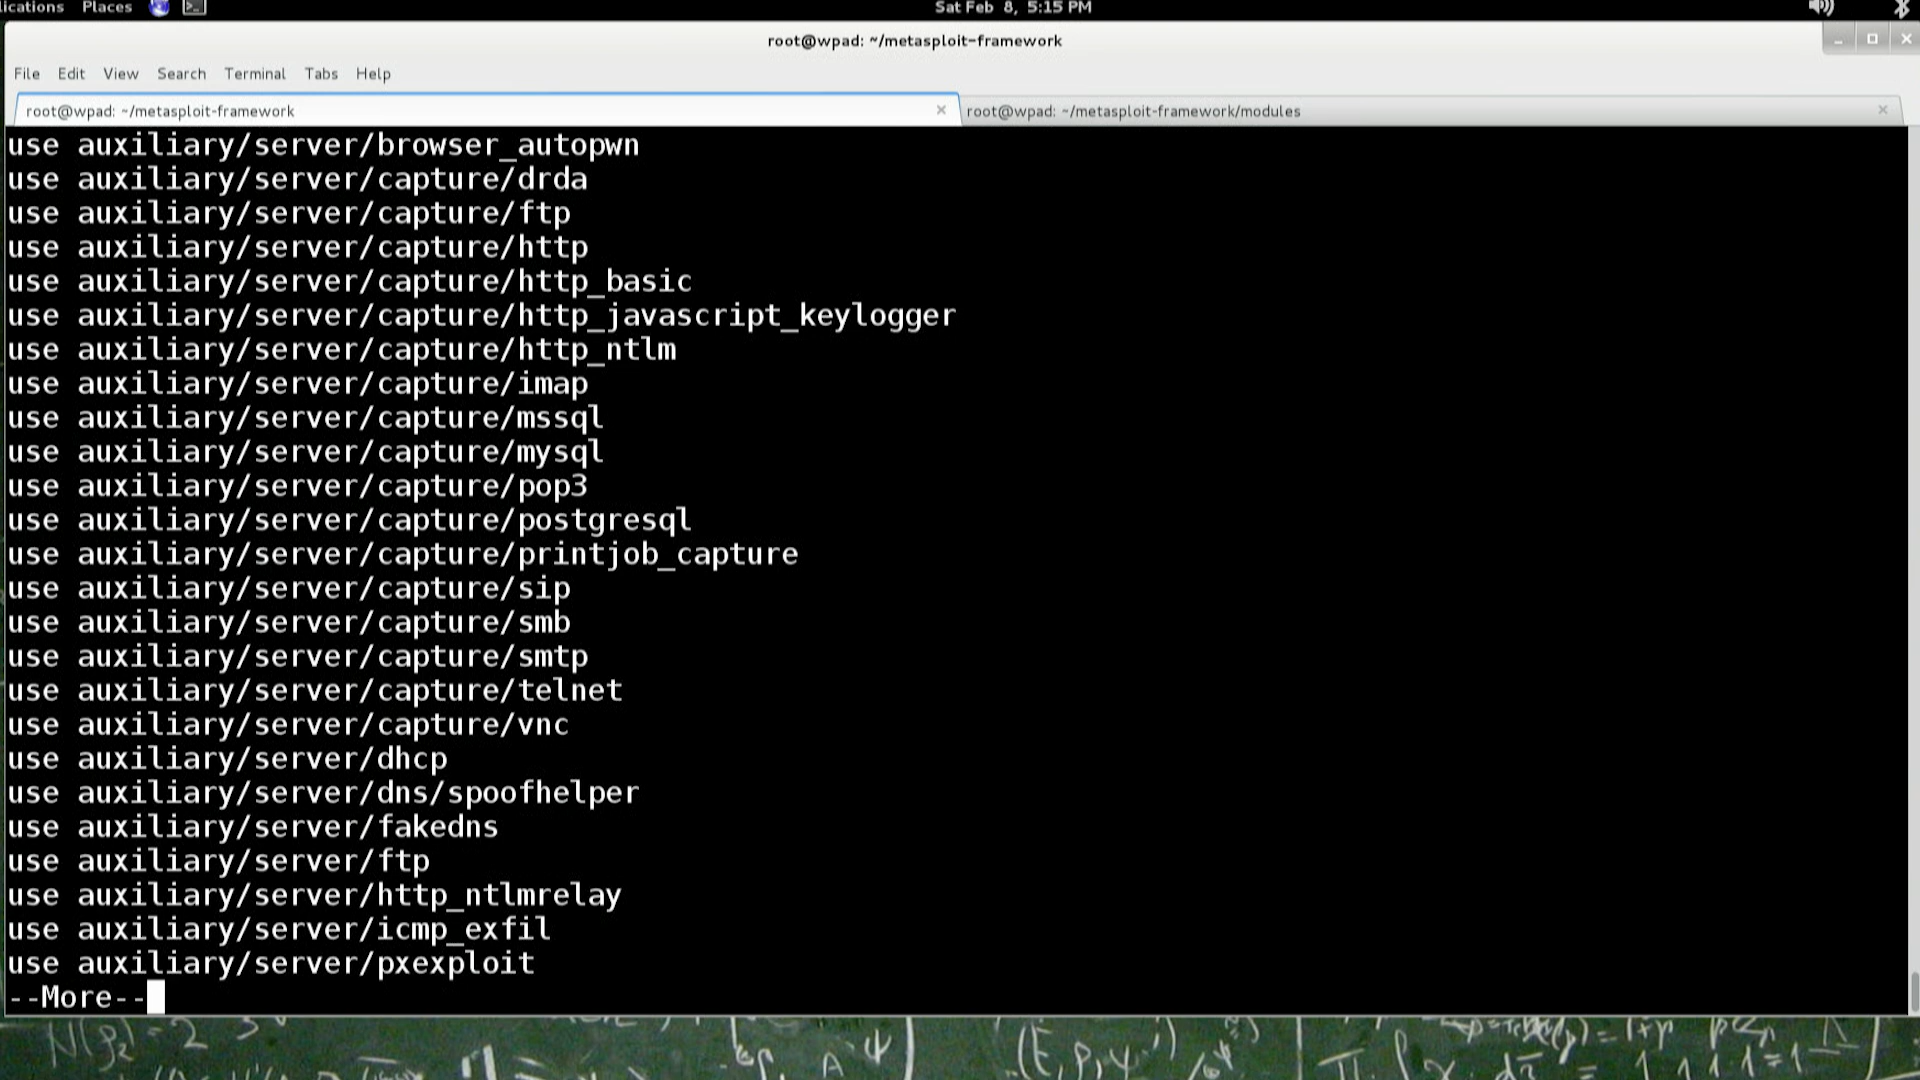 lications Places
Sat Feb 8, 5:15 PM
root@wpad: ~/metasploit-framework
File Edit View Search Terminal Tabs Help
root@wpad: ~/metasploit-framework
root@wpad: ~/metasploit-framework/modules
use auxiliary/server/browser_autopwn
use auxiliary/server/capture/drda
use auxiliary/server/capture/ftp
use auxiliary/server/capture/http
use auxiliary/server/capture/http_basic
use auxiliary/server/capture/http_javascript_keylogger
use auxiliary/server/capture/http_ntlm
use auxiliary/server/capture/imap
use auxiliary/server/capture/mssql
use auxiliary/server/capture/mysql
use auxiliary/server/capture/pop3
use auxiliary/server/capture/postgresql
use auxiliary/server/capture/printjob_capture
use auxiliary/server/capture/sip
use auxiliary/server/capture/smb
use auxiliary/server/capture/smtp
use auxiliary/server/capture/telnet
use auxiliary/server/capture/vnc
use auxiliary/server/dhcp
use auxiliary/server/dns/spoofhelper
use auxiliary/server/fakedns
use auxiliary/server/ftp
use auxiliary/server/http_ntlmrelay
use auxiliary/server/icmp_exfil
use auxiliary/server/pxexploit
--More--